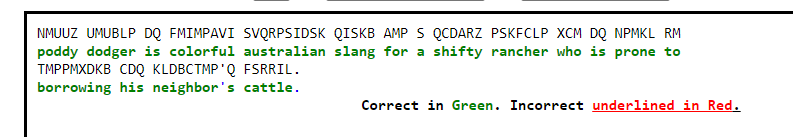 NMUUZ UMUBLP DQ FMIMPAVI SVQRPSIDSK QISKB AMP S QCDARZ PSKFCLP XCM DQ NPMKL RM
poddy dodger is colorful australian slang for a shifty rancher who is prone to
TMPPMXDKB CDQ KLDBCTMP'Q FSRRIL.
borrowing his neighbor's cattle.
Correct in Green. Incorrect underlined in Red.